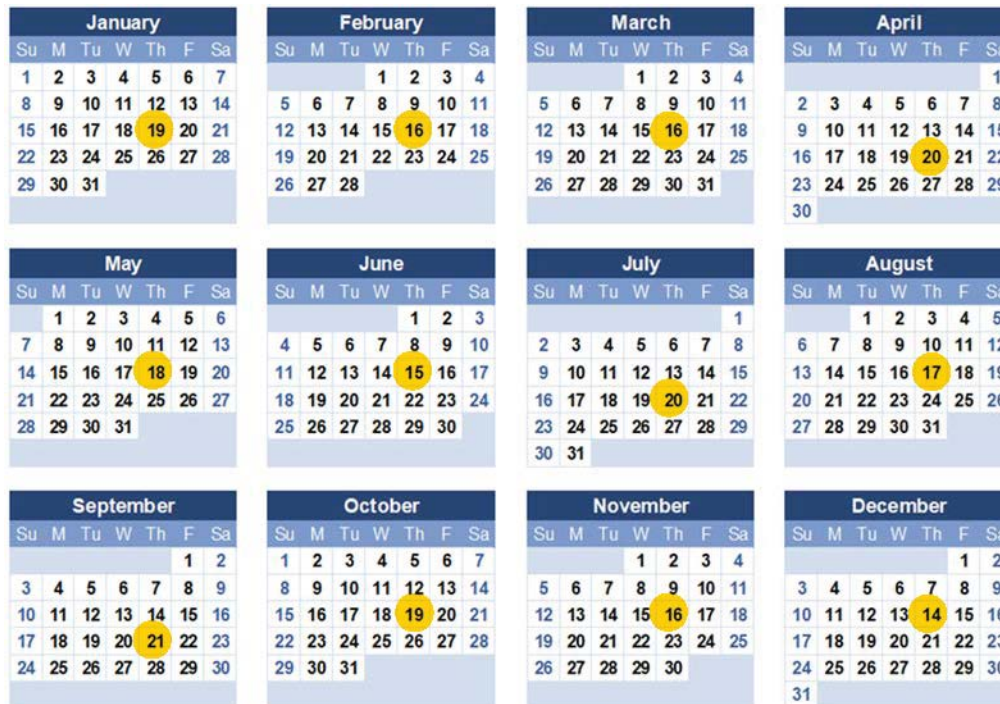 January
Su M Tu W Th F Sa
1 2 3 4 5 6 7
8 9 10 11 12 13 14
15 16 17 18 19 20 21
22 23 24 25 26 27 28
29 30 31
February
Su M Tu W Th F Sa
1 2 3 4
5 6 7 8 9 10 11
12 13 14 15 16 17 18
19 20 21 22 23 24 25
26 27 28
March
Su M Tu W Th F Sa
1 2 3 4
5 6 7 8 9 10 11
12 13 14 15 16 17 18
19 20 21 22 23 24 25
26 27 28 29 30 31
April
Su M Tu W Th F Sa
1
2 3 4 5 6 7 8
9 10 11 12 13 14 15
16 17 18 19 20 21 22
23 24 25 26 27 28 29
30
May
Su M Tu W Th F Sa
1 2 3 4 5 6
7 8 9 10 11 12 13
14 15 16 17 18 19 20
21 22 23 24 25 26 27
28 29 30 31
June
Su M Tu W Th F Sa
1 2 3
4 5 6 7 8 9 10
11 12 13 14 15 16 17
18 19 20 21 22 23 24
25 26 27 28 29 30
July
Su M Tu W Th F Sa
1
2 3 4 5 6 7 8
9 10 11 12 13 14 15
16 17 18 19 20 21 22
23 24 25 26 27 28 29
30 31
August
Su M Tu W Th F Sa
1 2 3 4 5
6 7 8 9 10 11 12
13 14 15 16 17 18 19
20 21 22 23 24 25 26
27 28 29 30 31
September
Su M Tu W Th F Sa
1 2
3 4 5 6 7 8 9
10 11 12 13 14 15 16
17 18 19 20 21 22 23
24 25 26 27 28 29 30
October
Su M Tu W Th F Sa
1 2 3 4 5 6 7
8 9 10 11 12 13 14
15 16 17 18 19 20 21
22 23 24 25 26 27 28
29 30 31
November
Su M Tu W Th F Sa
1 2 3 4
5 6 7 8 9 10 11
12 13 14 15 16 17 18
19 20 21 22 23 24 25
26 27 28 29 30
December
Su M Tu W Th F Sa
1 2
3 4 5 6 7 8 9
10 11 12 13 14 15 16
17 18 19 20 21 22 23
24 25 26 27 28 29 30
31